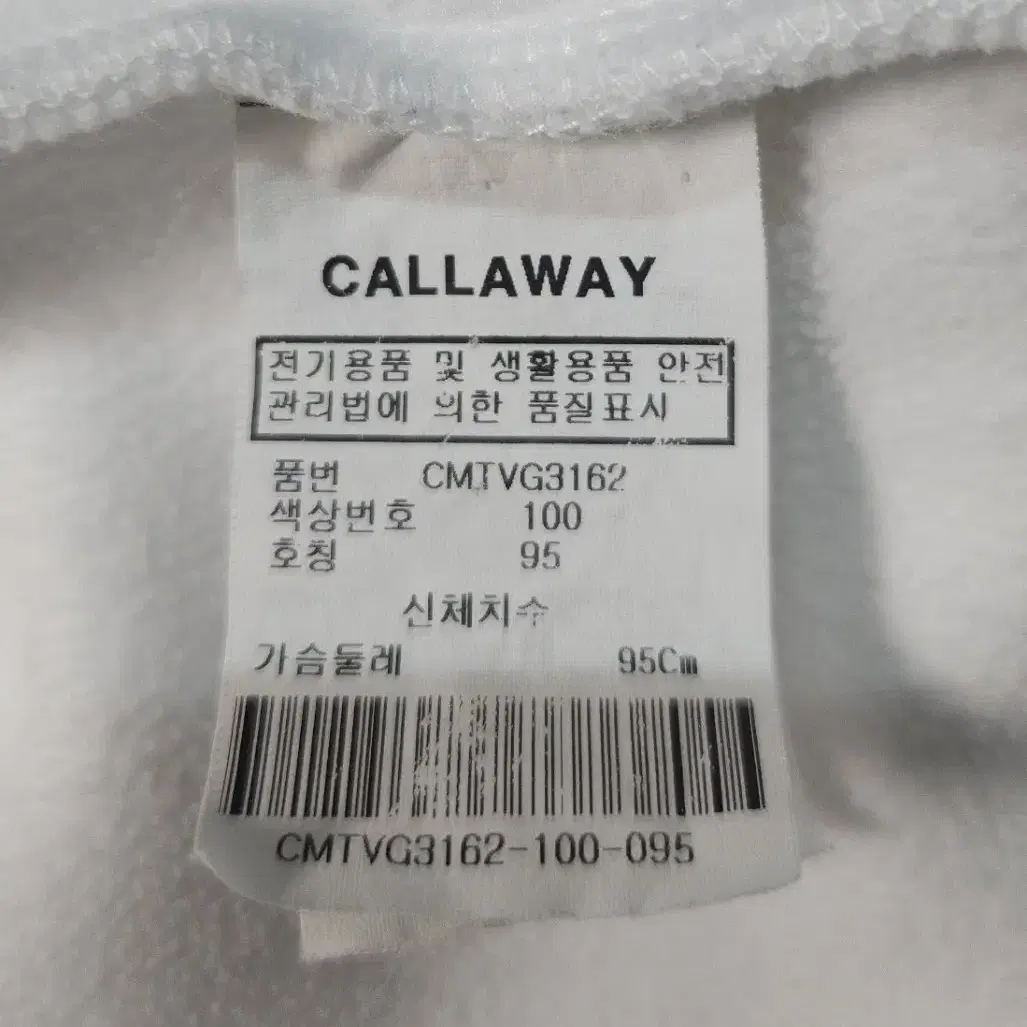 CALLAWAY
전기용품 및 생활용품 안전
관리법에 의한 품질표시
품번 CMTVG3162
색상번호 100
호칭 95
신체치수
가슴둘레 95Cm
CMTVG3162-100-095